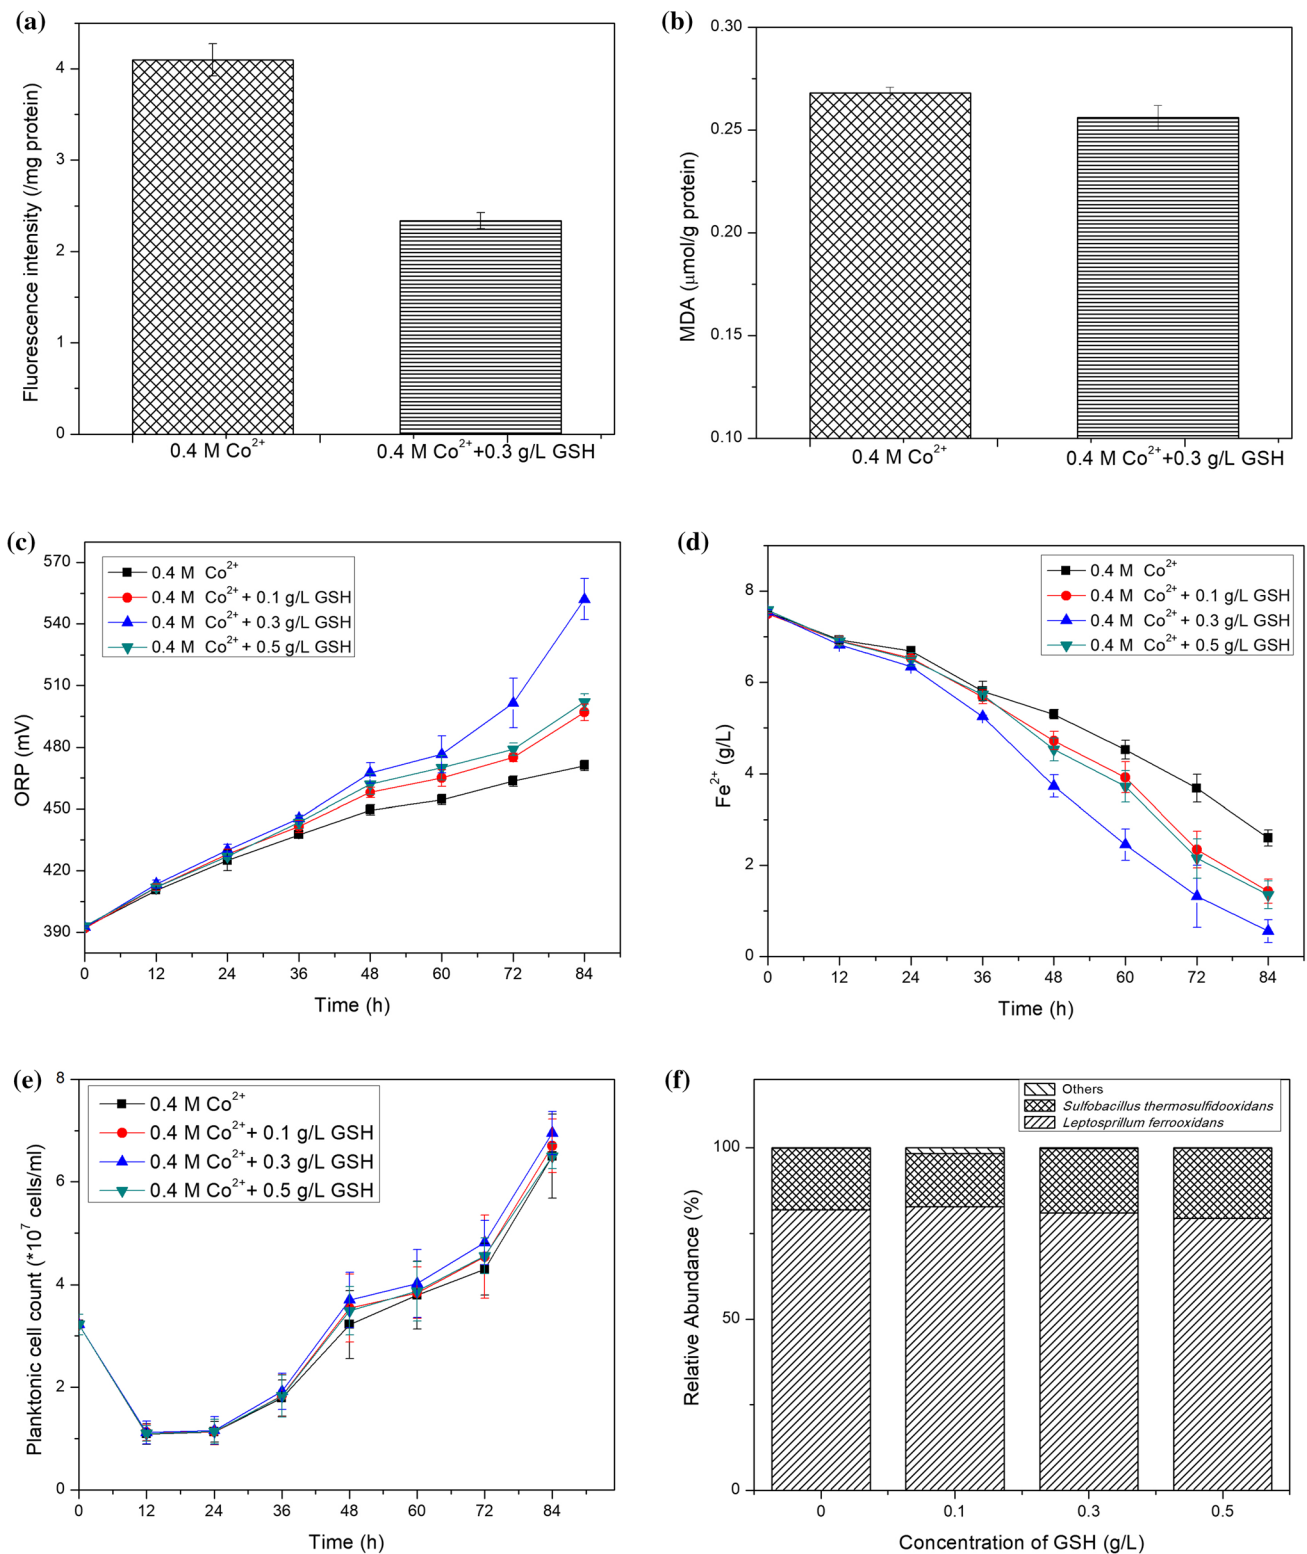 (a)
Fluorescence intensity (/mg protein)
4
3
2
1
0
0.4 M Co2+
0.4 M Co2++0.3 g/L GSH
(b)
MDA (μmol/g protein)
0.30
0.25
0.20
0.15
0.10
0.4 M Co2+
0.4 M Co2++0.3 g/L GSH
(c)
ORP (mV)
570
540
510
480
450
420
390
0.4 M Co2+
0.4 M Co2+ + 0.1 g/L GSH
0.4 M Co2+ + 0.3 g/L GSH
0.4 M Co2+ + 0.5 g/L GSH
0 12 24 36 48 60 72 84
Time (h)
(d)
Fe2+ (g/L)
8
6
4
2
0
0.4 M Co2+
0.4 M Co2+ + 0.1 g/L GSH
0.4 M Co2+ + 0.3 g/L GSH
0.4 M Co2+ + 0.5 g/L GSH
0 12 24 36 48 60 72 84
Time (h)
(e)
Planktonic cell count (*10^7 cells/ml)
8
6
4
2
0
0.4 M Co2+
0.4 M Co2+ + 0.1 g/L GSH
0.4 M Co2+ + 0.3 g/L GSH
0.4 M Co2+ + 0.5 g/L GSH
0 12 24 36 48 60 72 84
Time (h)
(f)
Relative Abundance (%)
100
50
0
Others
Sulfobacillus thermosulfidooxidans
Leptosprillum ferrooxidans
0 0.1 0.3 0.5
Concentration of GSH (g/L)